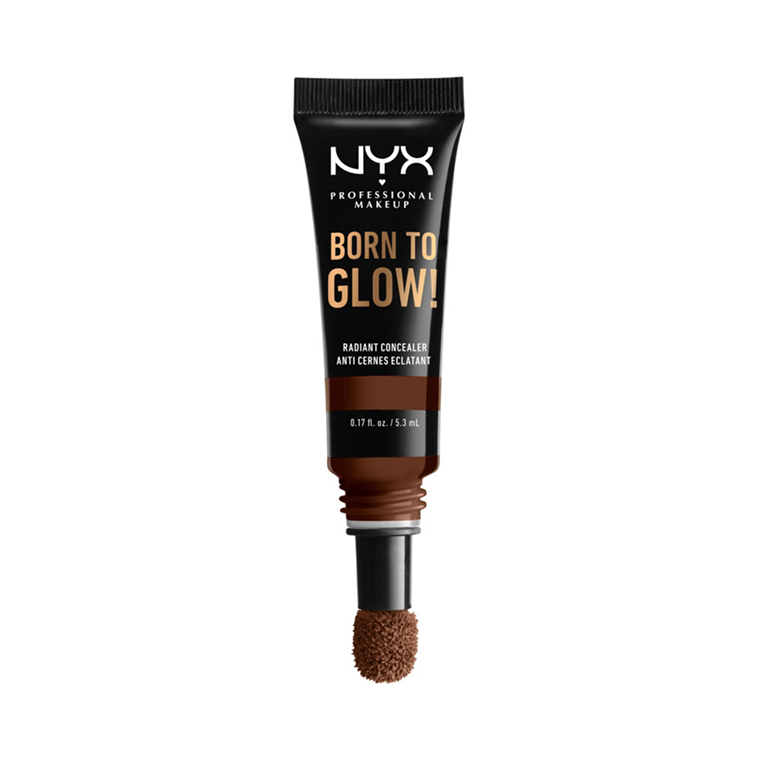 NYX
PROFESSIONAL
MAKEUP
BORN TO
GLOW!
RADIANT CONCEALER
ANTI CERNES ECLATANT
0.17 fl. oz. / 5.3 mL